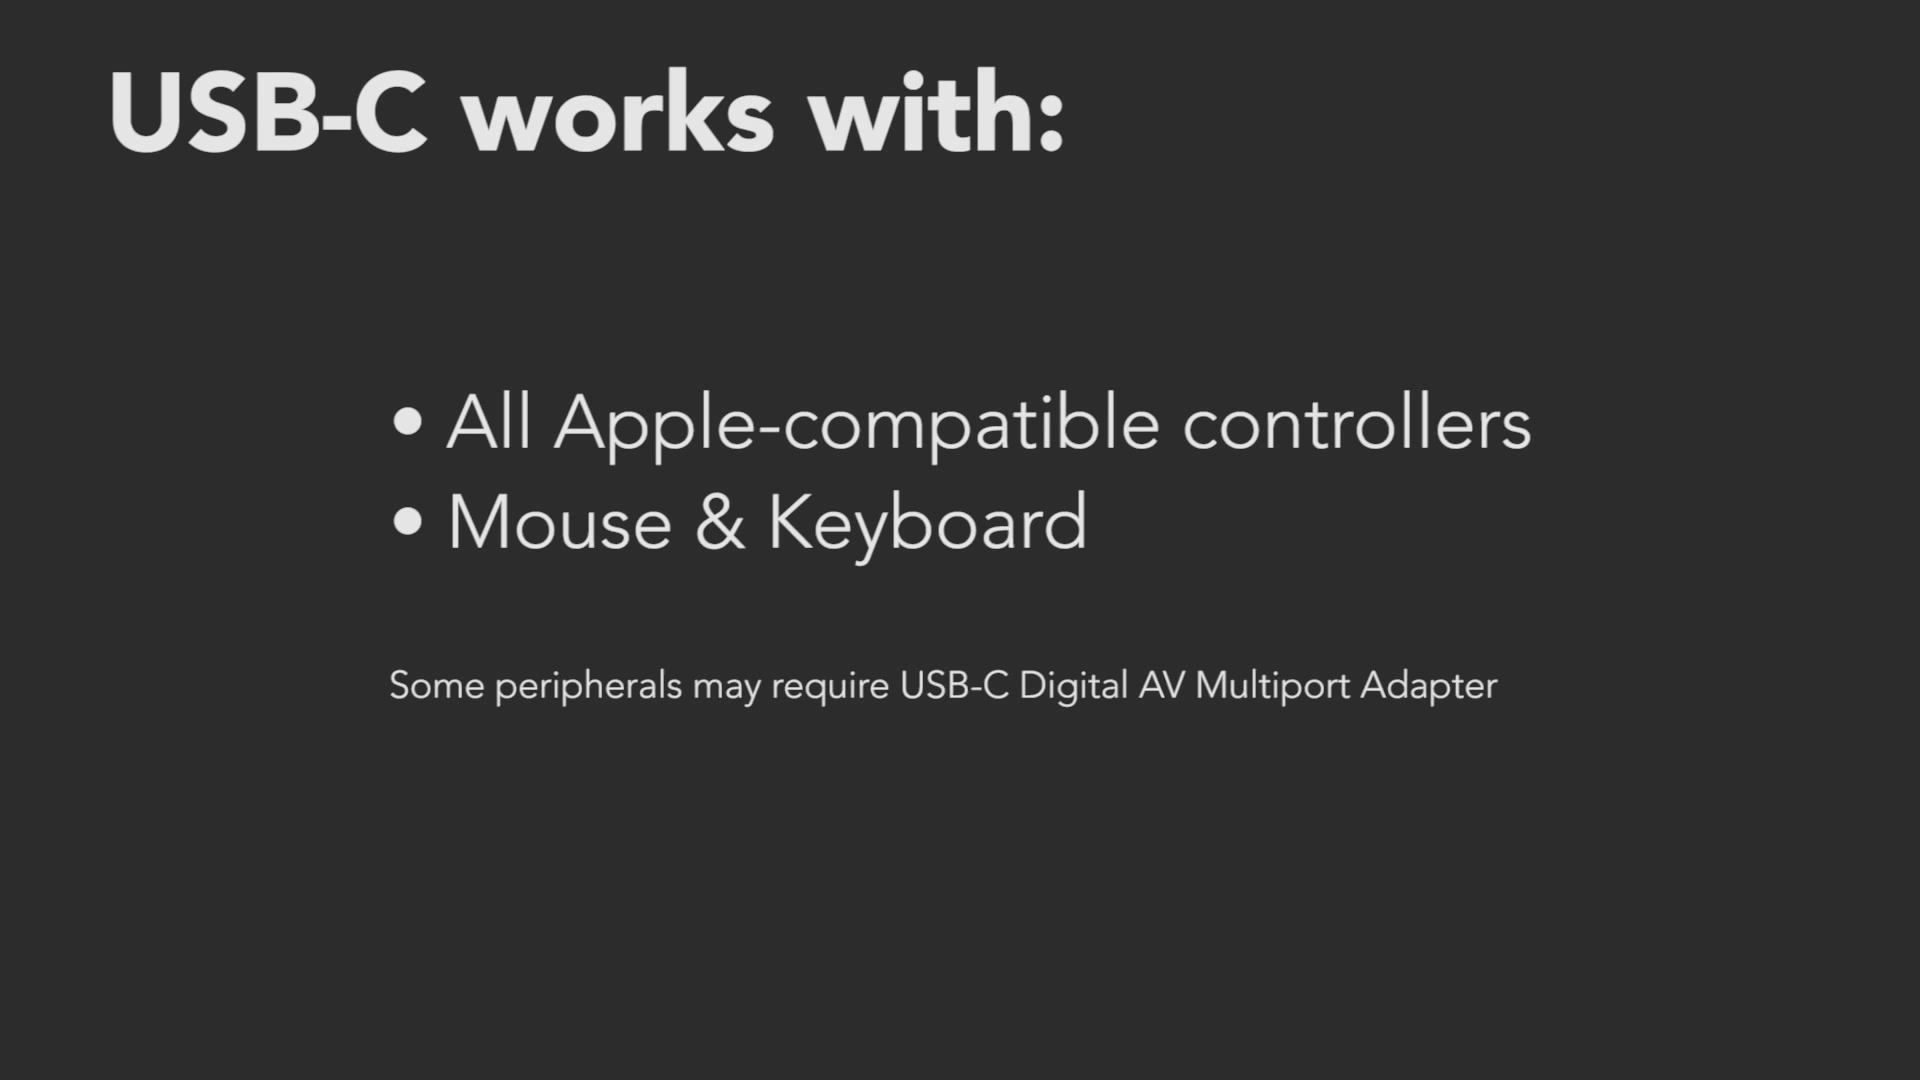 USB-C works with:
• All Apple-compatible controllers
• Mouse & Keyboard
Some peripherals may require USB-C Digital AV Multiport Adapter